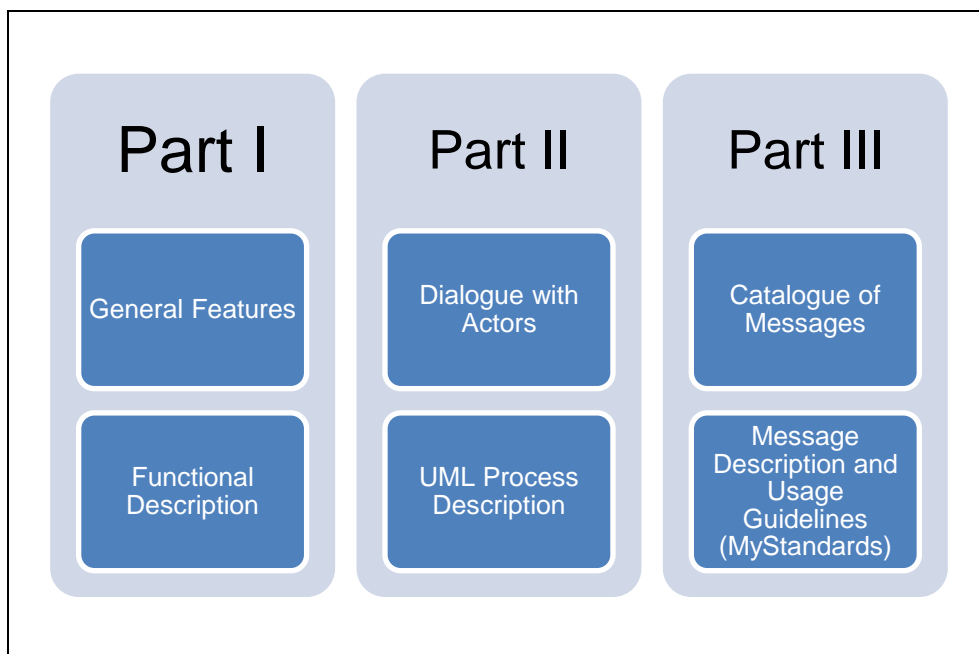 Part I
General Features
Functional
Description
Part II
Dialogue with
Actors
UML Process
Description
Part III
Catalogue of
Messages
Message
Description and
Usage
Guidelines
(MyStandards)